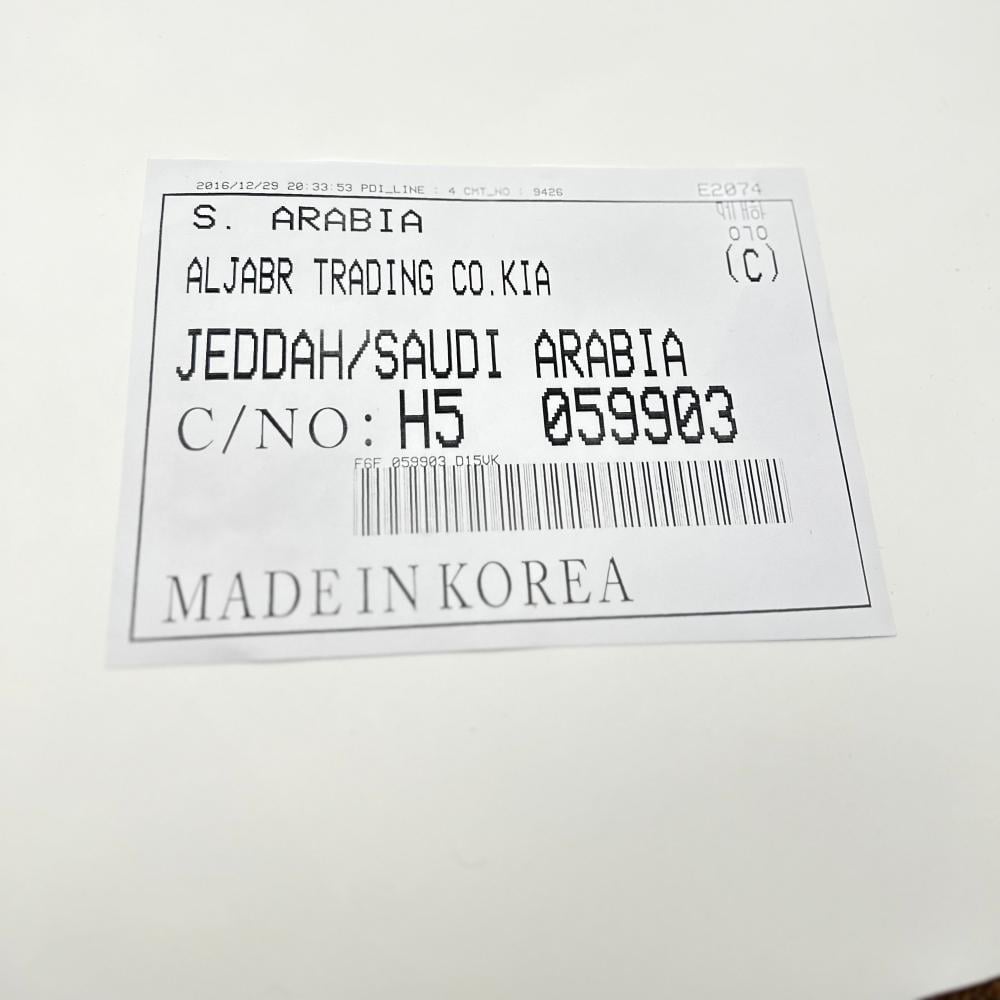 2016/12/29 20:33:53 PDI_LINE : 4 CMT_NO : 9426
E2074
S. ARABIA
070
(C)
ALJABR TRADING CO.KIA
JEDDAH/SAUDI ARABIA
C/NO: H5 059903
F6F 059903 D15VK
MADE IN KOREA